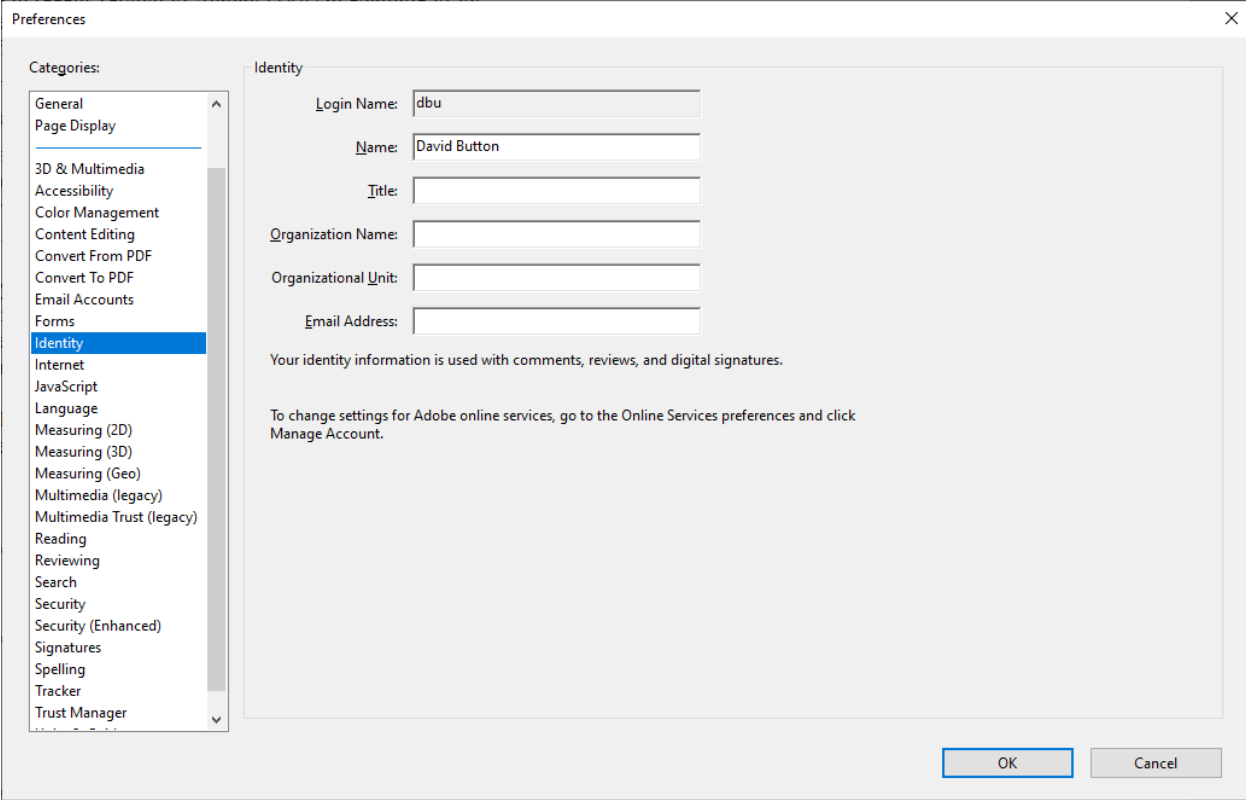 Preferences
Categories:
General
Page Display
3D & Multimedia
Accessibility
Color Management
Content Editing
Convert From PDF
Convert To PDF
Email Accounts
Forms
Identity
Internet
JavaScript
Language
Measuring (2D)
Measuring (3D)
Measuring (Geo)
Multimedia (legacy)
Multimedia Trust (legacy)
Reading
Reviewing
Search
Security
Security (Enhanced)
Signatures
Spelling
Tracker
Trust Manager
Identity
Login Name: dbu
Name: David Button
Title:
Organization Name:
Organizational Unit:
Email Address:
Your identity information is used with comments, reviews, and digital signatures.
To change settings for Adobe online services, go to the Online Services preferences and click
Manage Account.
OK Cancel